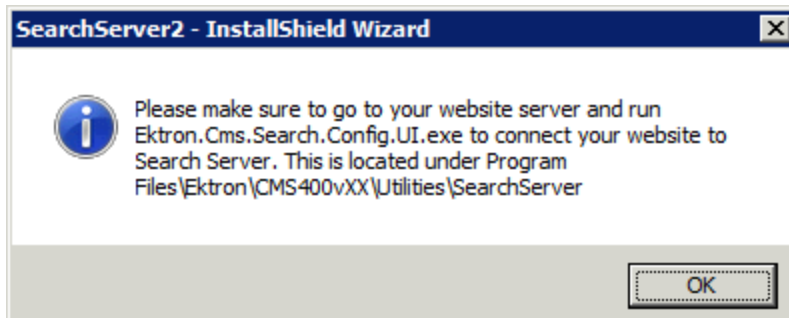 SearchServer2 - InstallShield Wizard
Please make sure to go to your website server and run
Ektron.Cms.Search.Config.UI.exe to connect your website to
Search Server. This is located under Program
Files\Ektron\CMS400vXX\Utilities\SearchServer
OK